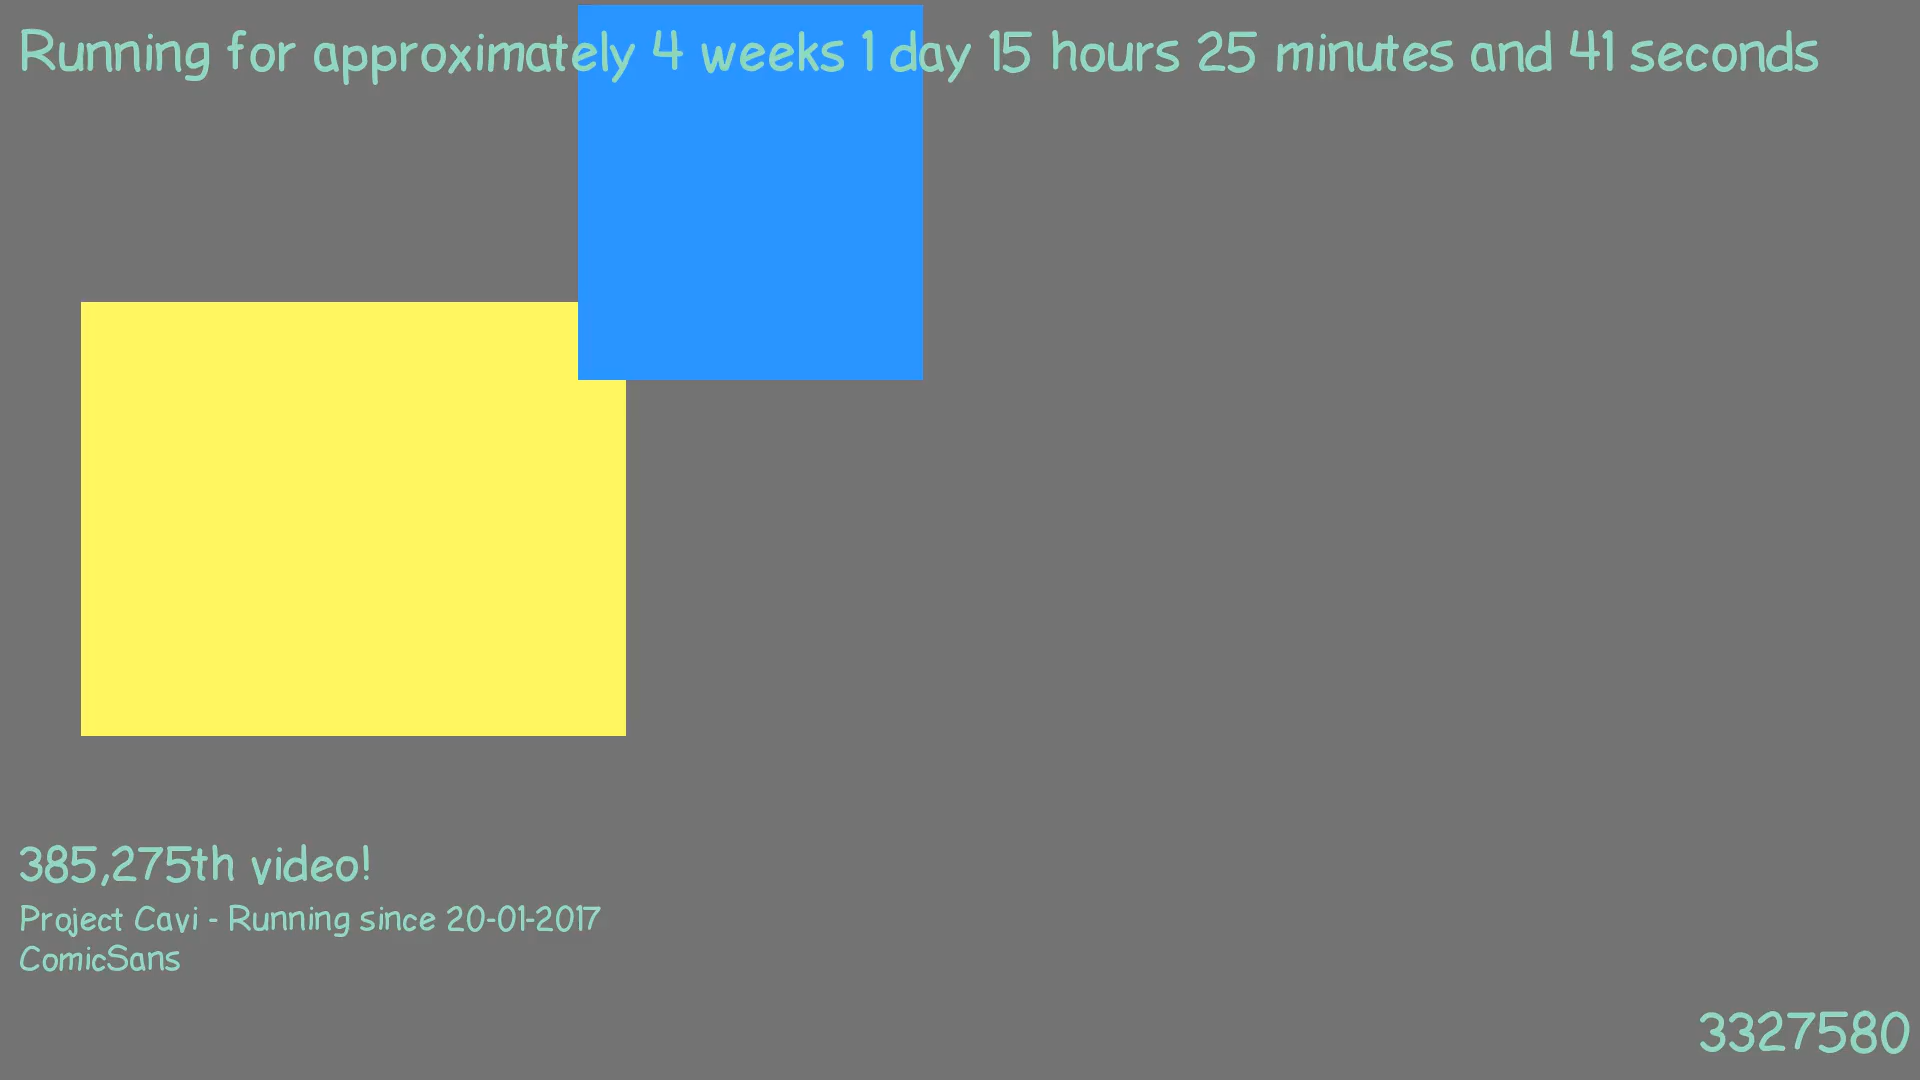 Running for approximately 4 weeks 1 day 15 hours 25 minutes and 41 seconds
385,275th video!
Project Cavi - Running since 20-01-2017
ComicSans
3327580